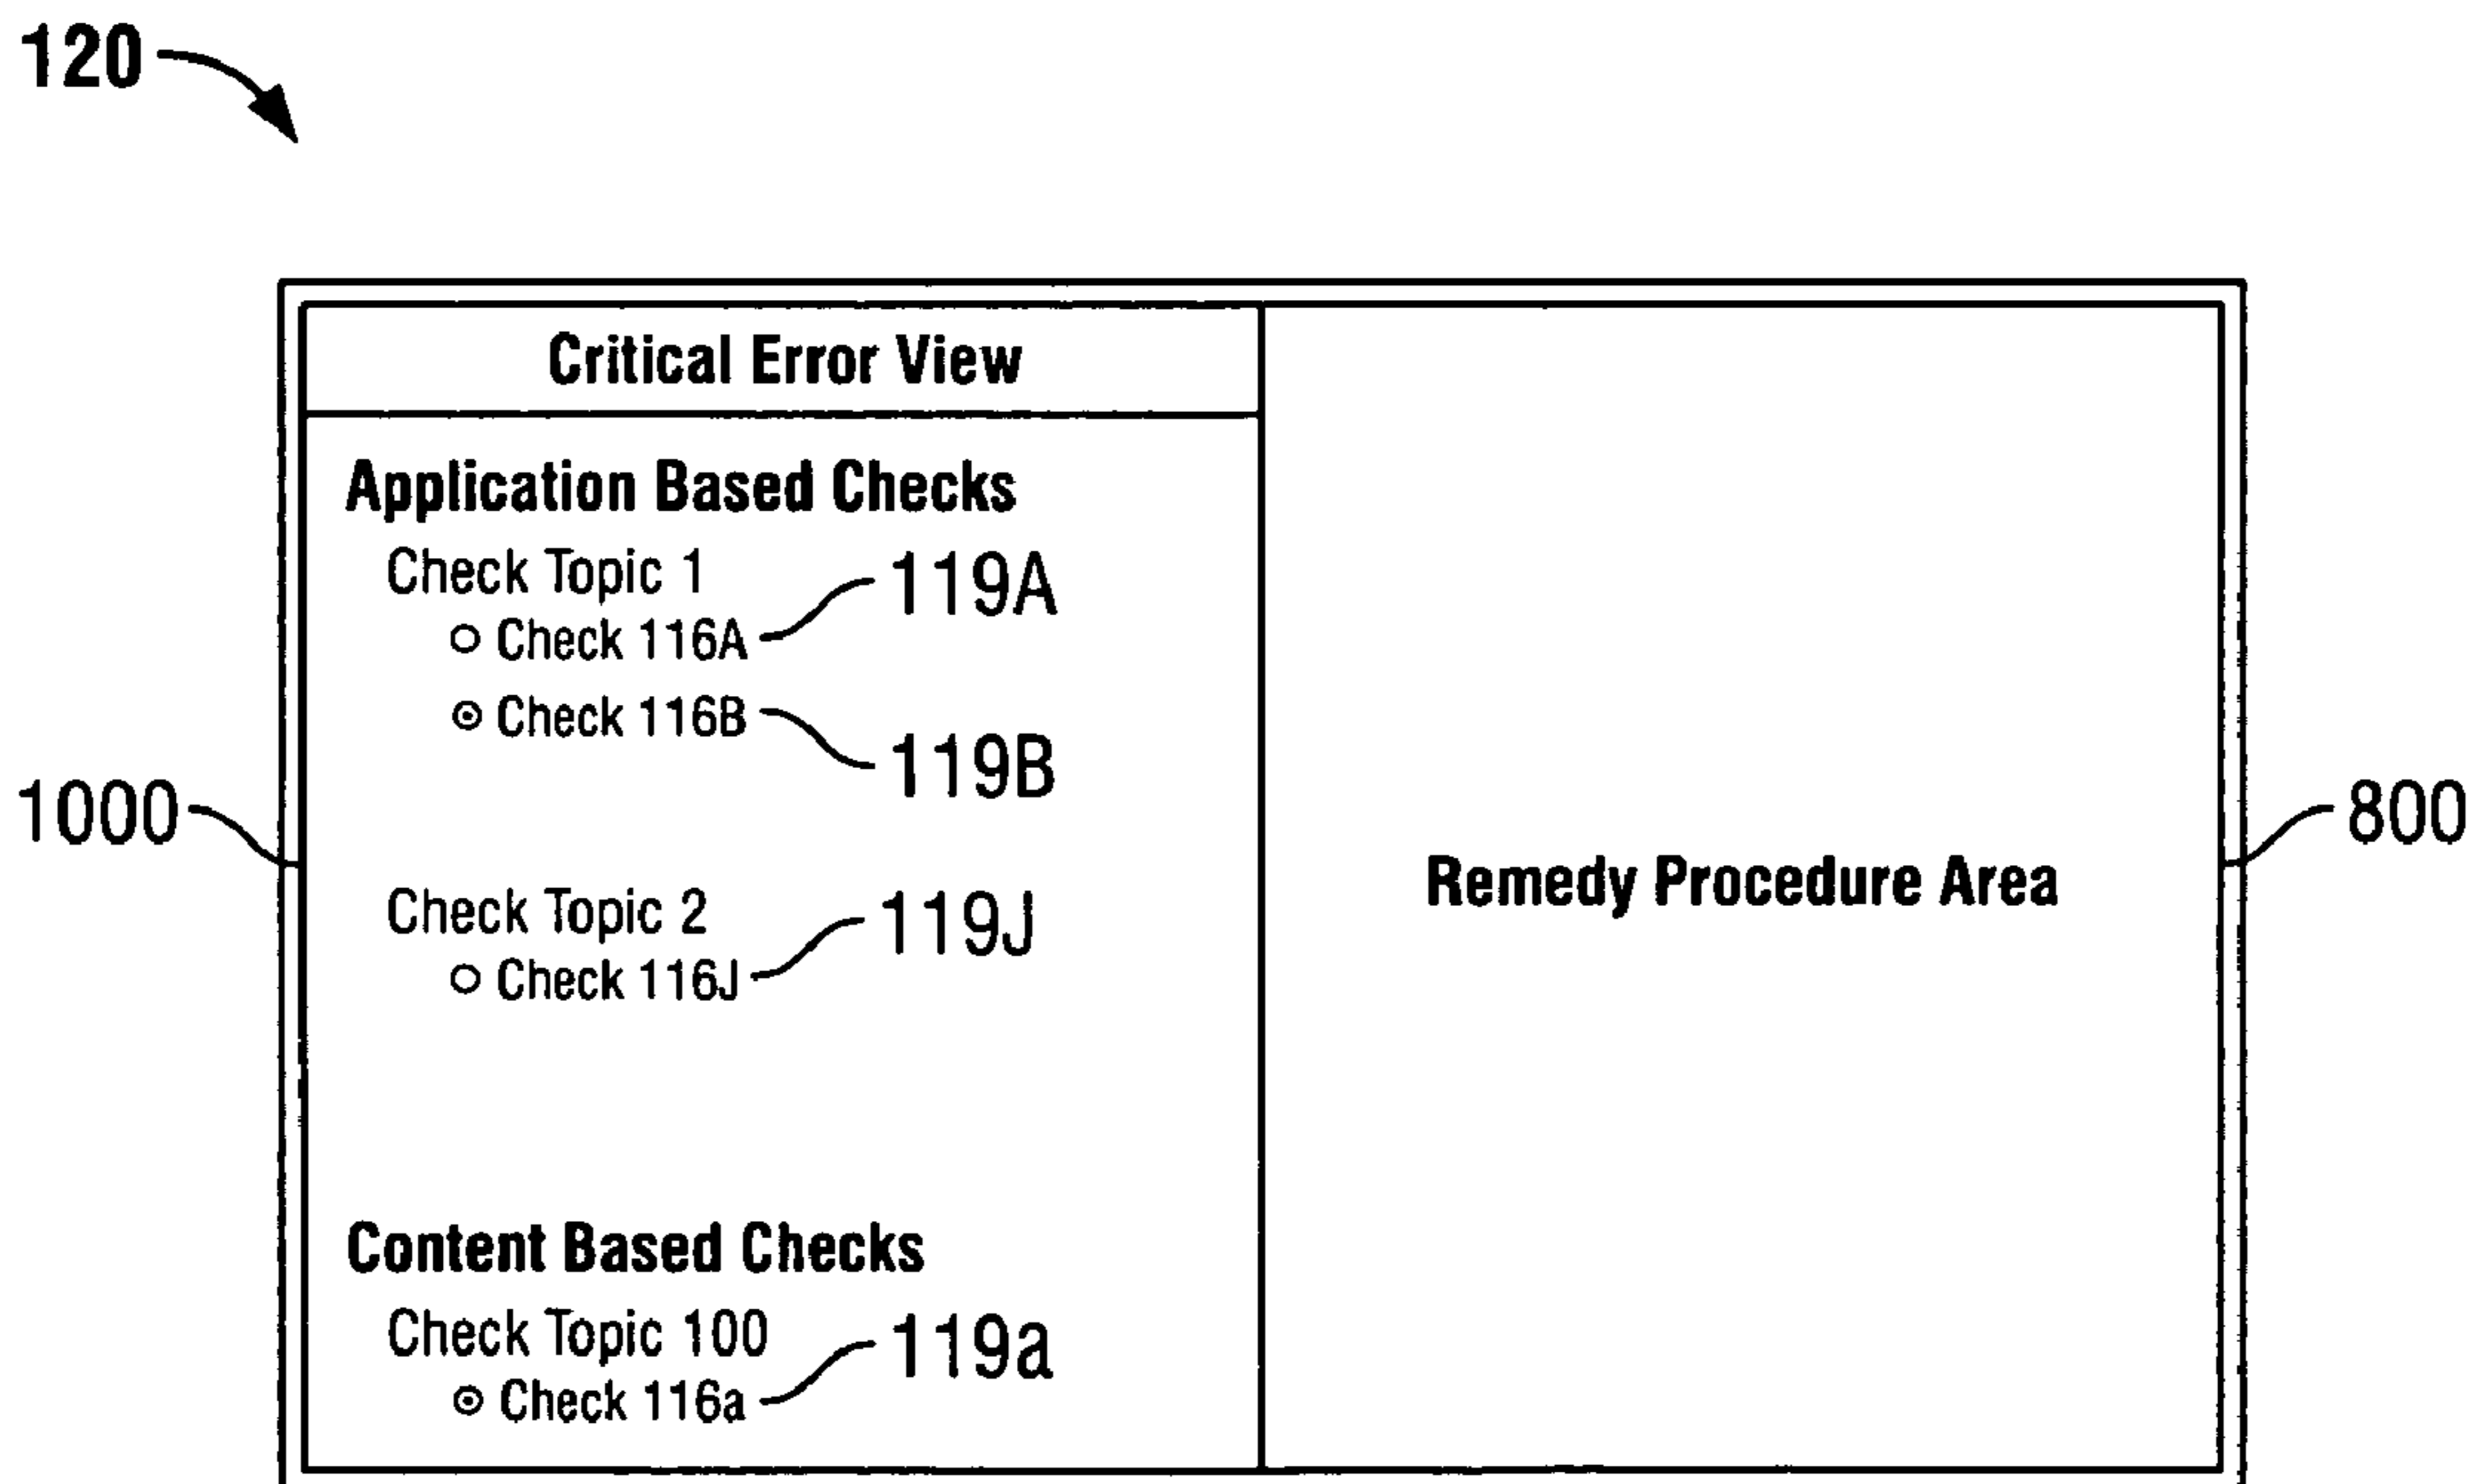 120
Critical Error View
Application Based Checks
Check Topic 1
119A
Check 116A
Check 116B
119B
1000
800
Remedy Procedure Area
Check Topic 2
119J
Check 116J
Content Based Checks
Check Topic 100
119a
Check 116a